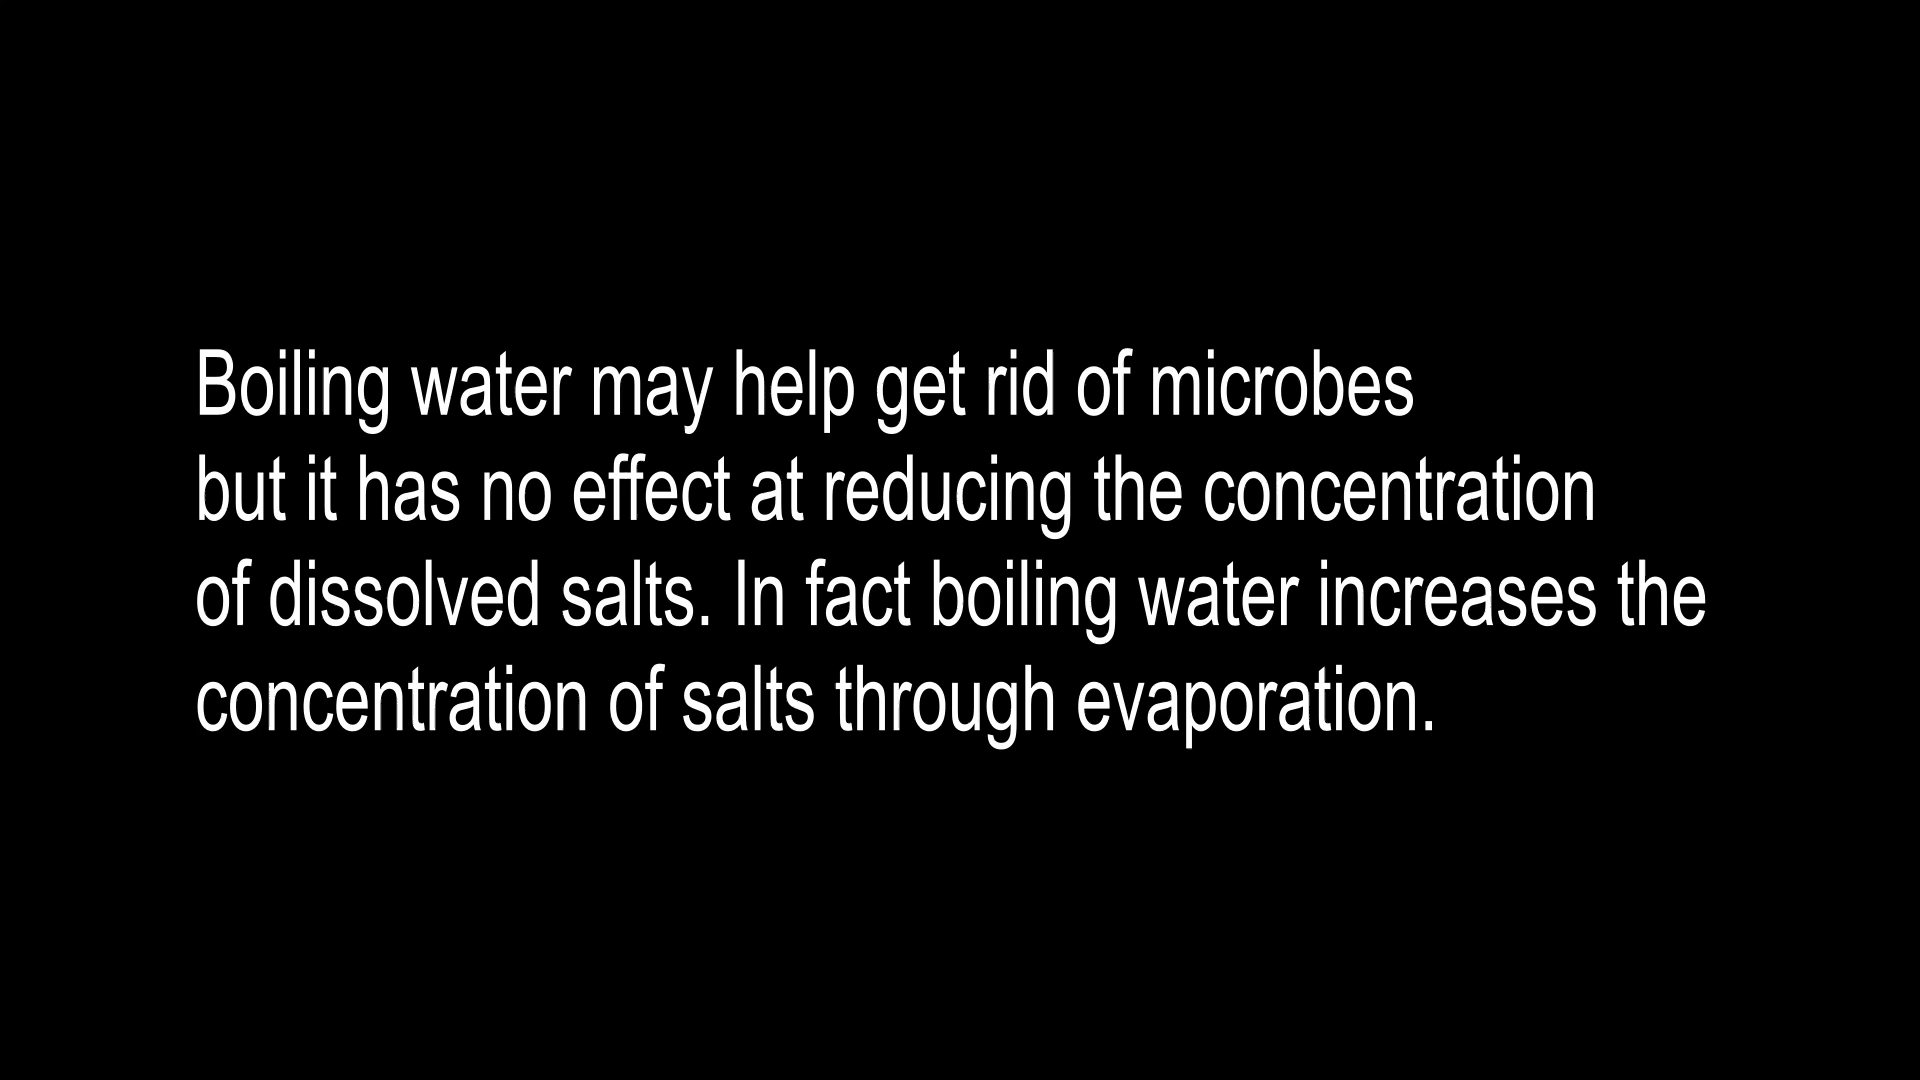 Boiling water may help get rid of microbes
but it has no effect at reducing the concentration
of dissolved salts. In fact boiling water increases the
concentration of salts through evaporation.